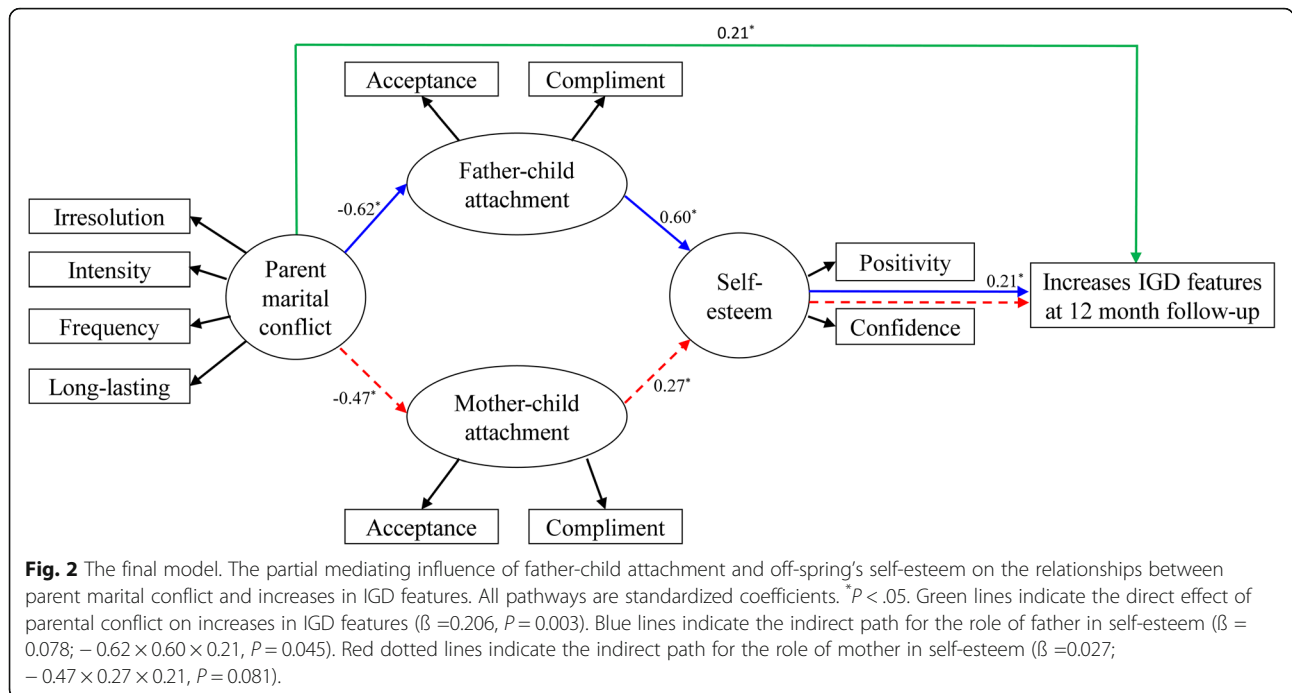 0.21*
Acceptance
Compliment
Father-child
attachment
-0.62*
0.60*
Irresolution
Intensity
Frequency
Long-lasting
Parent
marital
conflict
Self-
esteem
Positivity
Confidence
0.21*
Increases IGD features
at 12 month follow-up
-0.47*
0.27*
Mother-child
attachment
Acceptance
Compliment
Fig. 2 The final model. The partial mediating influence of father-child attachment and off-spring's self-esteem on the relationships between
parent marital conflict and increases in IGD features. All pathways are standardized coefficients. *P < .05. Green lines indicate the direct effect of
parental conflict on increases in IGD features (ß =0.206, P = 0.003). Blue lines indicate the indirect path for the role of father in self-esteem (ß =
0.078; − 0.62 × 0.60 × 0.21, P = 0.045). Red dotted lines indicate the indirect path for the role of mother in self-esteem (ß =0.027;
− 0.47 × 0.27 × 0.21, P = 0.081).